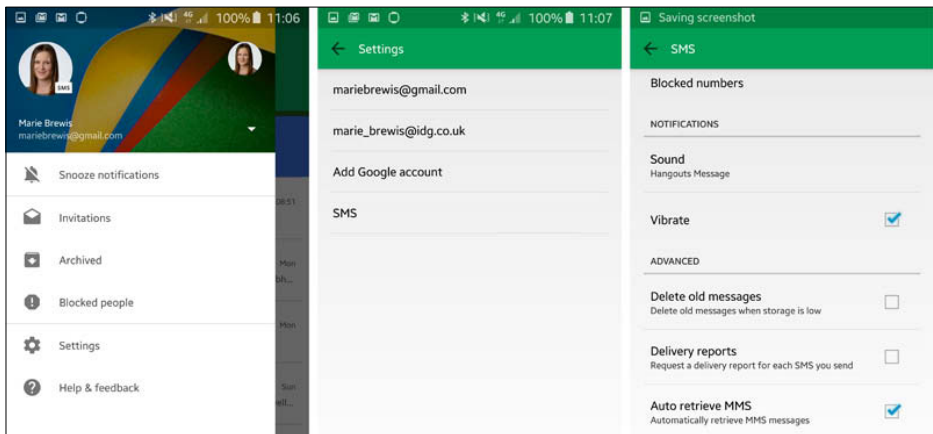 100% 11:06
SMS
Marie Brewis
mariebrewis@gmail.com
Snooze notifications
Invitations
Archived
Blocked people
Settings
Help & feedback
08:51
Mon
bh...
Mon
Sun
ell...
4G 100% 11:07
Settings
mariebrewis@gmail.com
marie_brewis@idg.co.uk
Add Google account
SMS
Saving screenshot
SMS
Blocked numbers
NOTIFICATIONS
Sound
Hangouts Message
Vibrate
ADVANCED
Delete old messages
Delete old messages when storage is low
Delivery reports
Request a delivery report for each SMS you send
Auto retrieve MMS
Automatically retrieve MMS messages